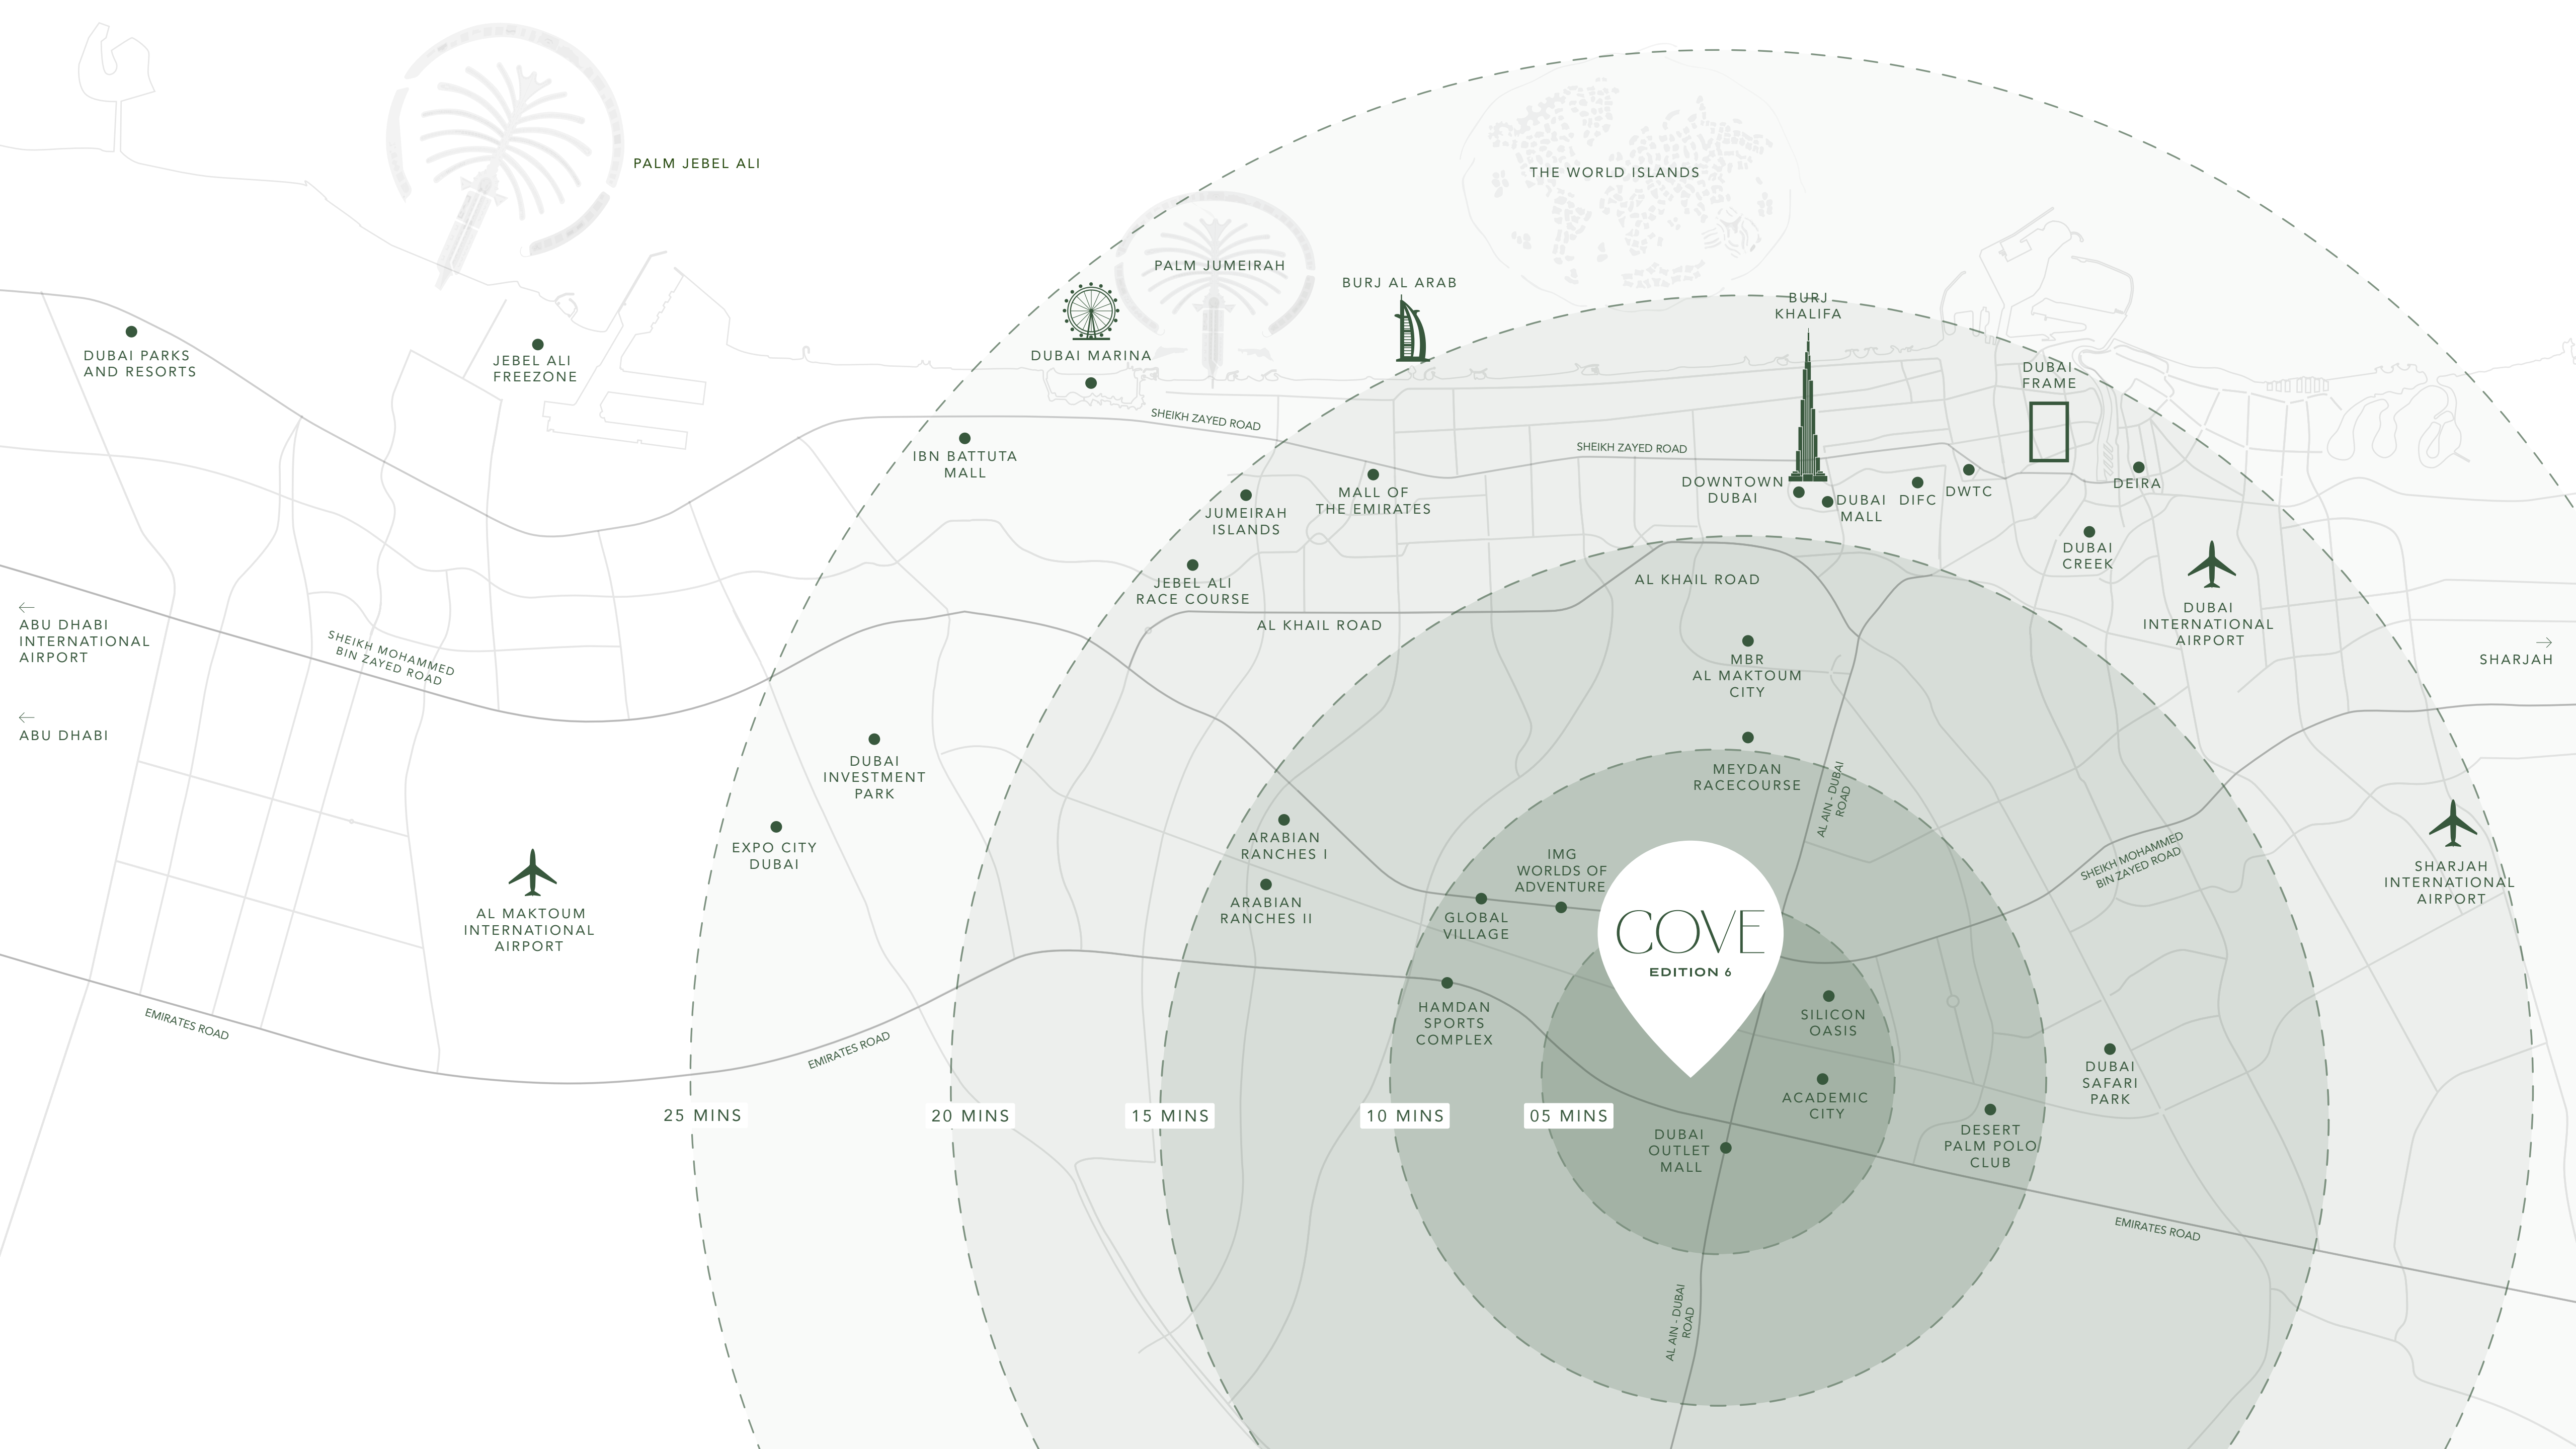 PALM JEBEL ALI
THE WORLD ISLANDS
PALM JUMEIRAH
BURJ AL ARAB
BURJ
KHALIFA
DUBAI PARKS
AND RESORTS
JEBEL ALI
FREEZONE
DUBAI MARINA
DUBAI
FRAME
SHEIKH ZAYED ROAD
SHEIKH ZAYED ROAD
IBN BATTUTA
MALL
JUMEIRAH
ISLANDS
MALL OF
THE EMIRATES
DOWNTOWN
DUBAI
DUBAI
MALL
DIFC
DWTC
DEIRA
DUBAI
CREEK
JEBEL ALI
RACE COURSE
AL KHAIL ROAD
AL KHAIL ROAD
DUBAI
INTERNATIONAL
AIRPORT
ABU DHABI
INTERNATIONAL
AIRPORT
SHEIKH MOHAMMED
BIN ZAYED ROAD
SHARJAH
MBR
AL MAKTOUM
CITY
ABU DHABI
DUBAI
INVESTMENT
PARK
MEYDAN
RACECOURSE
AL AIN - DUBAI
ROAD
EXPO CITY
DUBAI
ARABIAN
RANCHES I
IMG
WORLDS OF
ADVENTURE
SHEIKH MOHAMMED
BIN ZAYED ROAD
SHARJAH
INTERNATIONAL
AIRPORT
AL MAKTOUM
INTERNATIONAL
AIRPORT
ARABIAN
RANCHES II
GLOBAL
VILLAGE
COVE
EDITION 6
HAMDAN
SPORTS
COMPLEX
SILICON
OASIS
EMIRATES ROAD
EMIRATES ROAD
DUBAI
SAFARI
PARK
ACADEMIC
CITY
25 MINS
20 MINS
15 MINS
10 MINS
05 MINS
DUBAI
OUTLET
MALL
DESERT
PALM POLO
CLUB
EMIRATES ROAD
AL AIN - DUBAI
ROAD